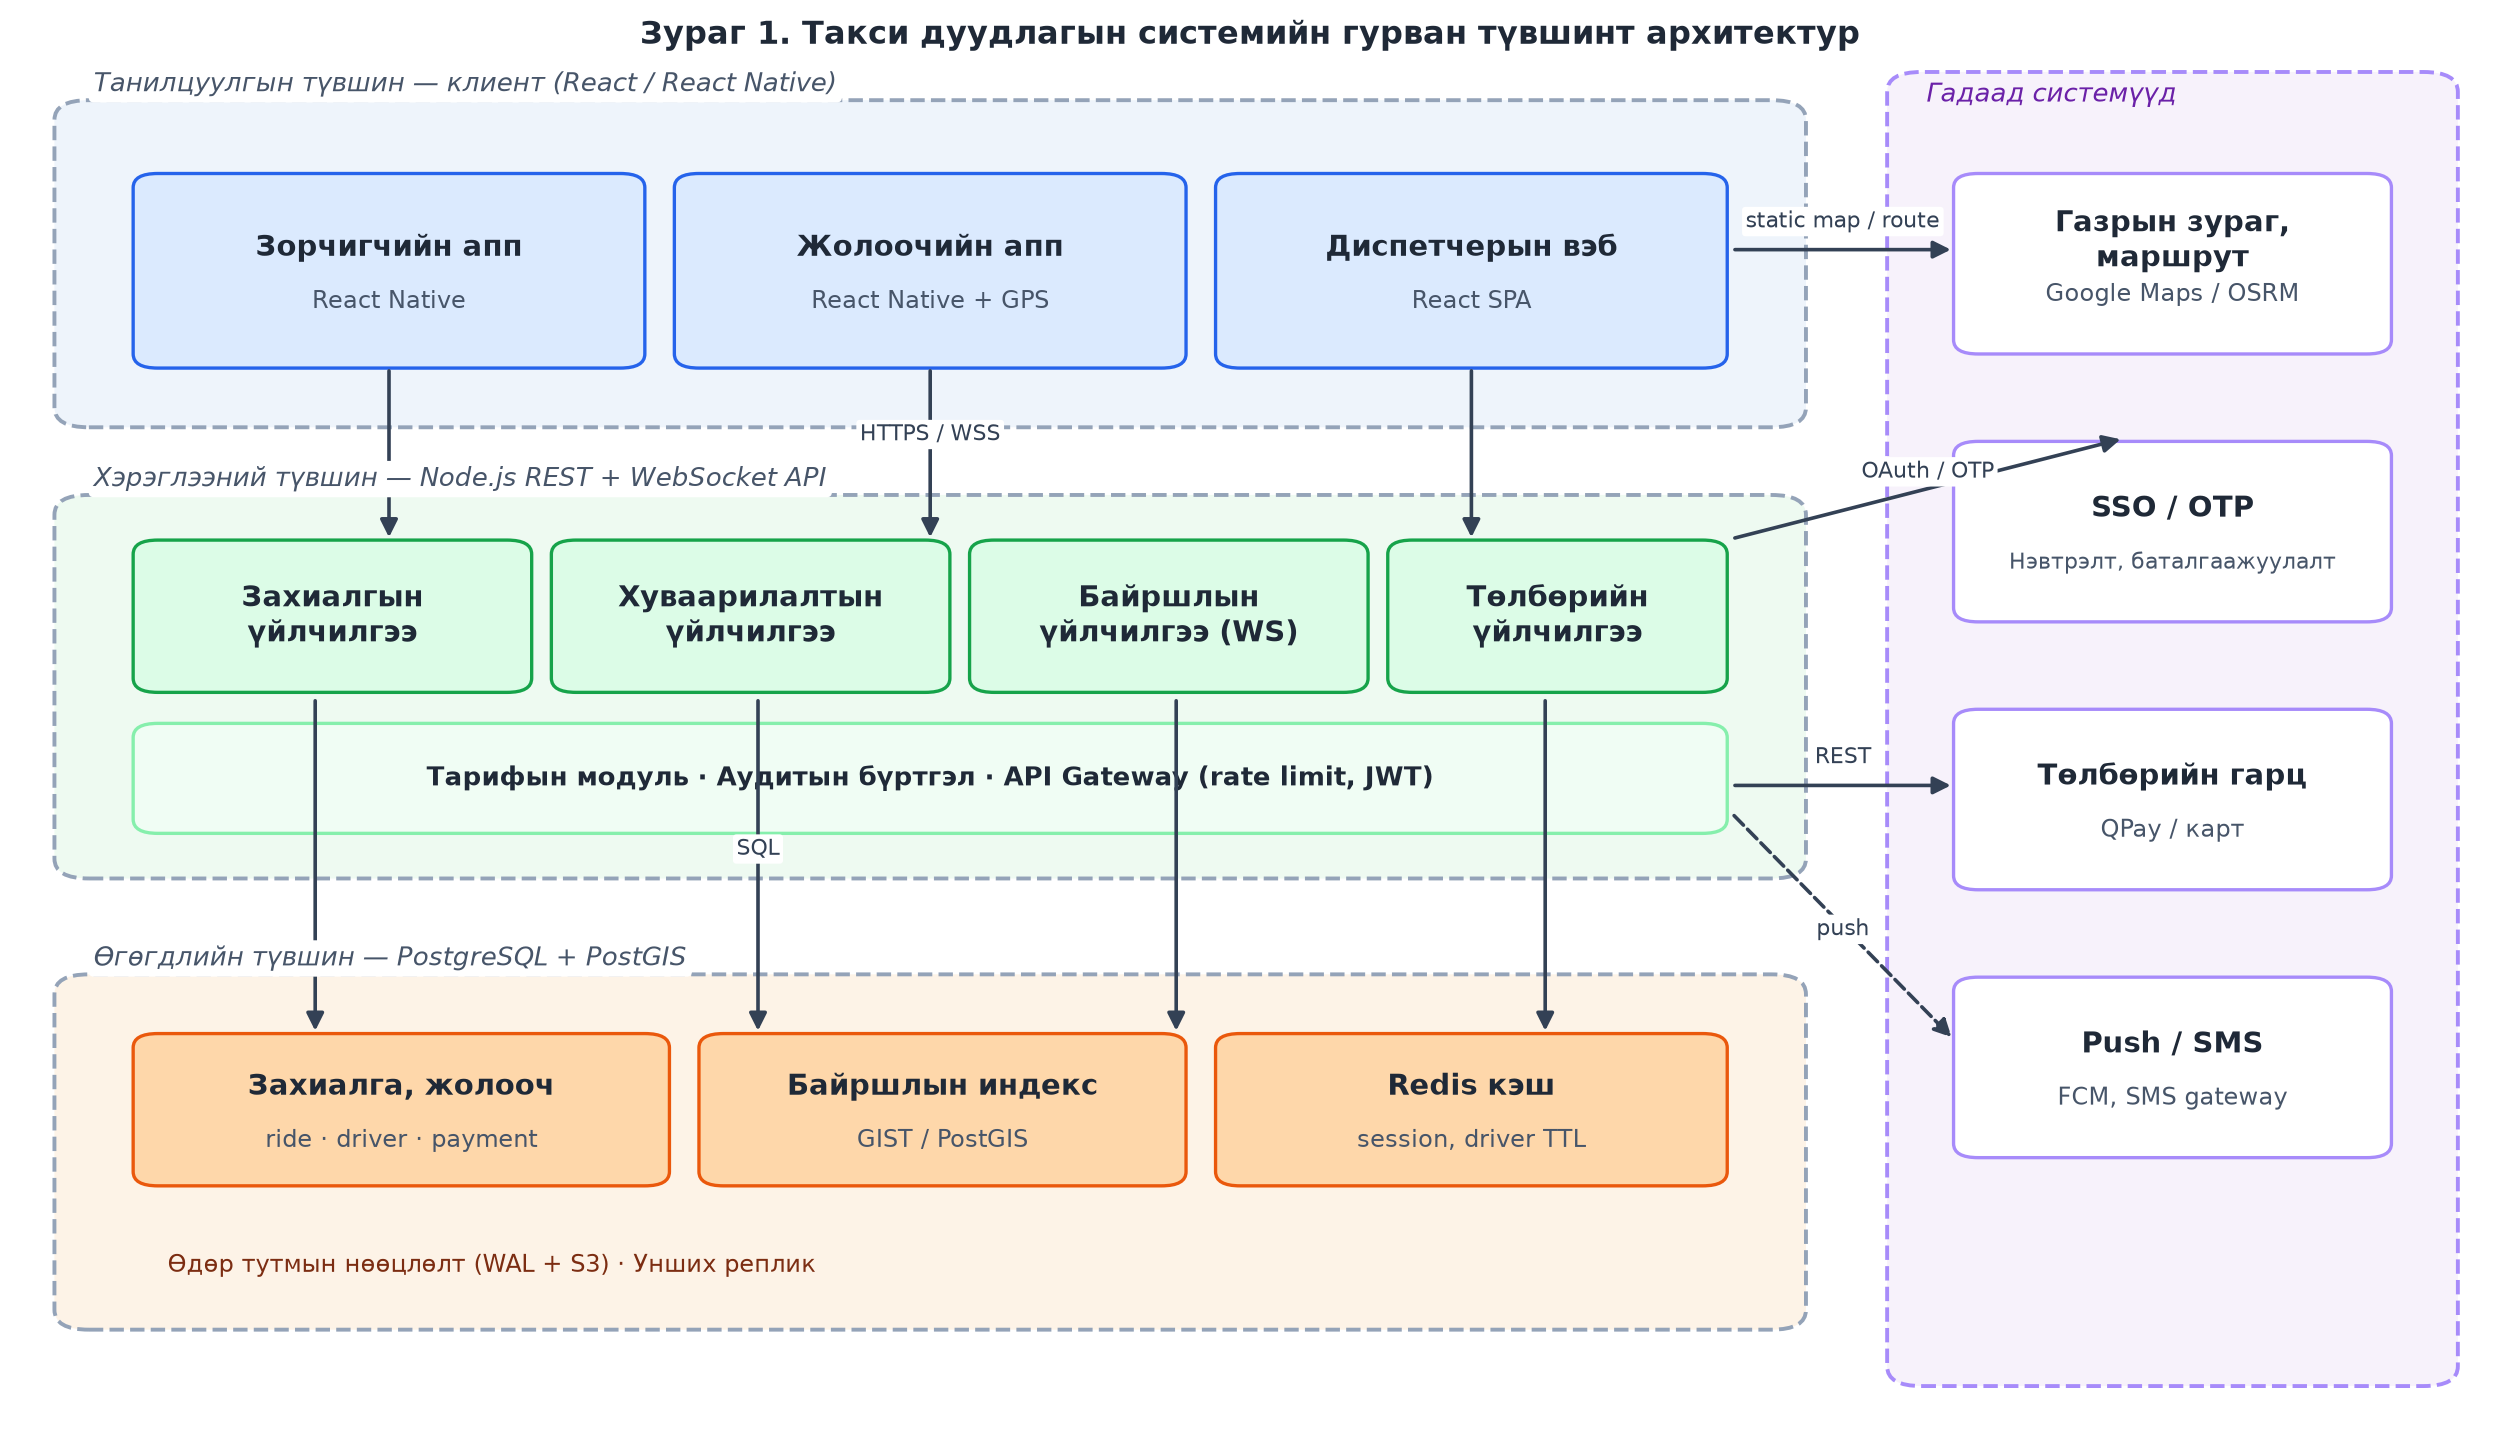 Зураг 1. Такси дуудлагын системийн гурван түвшинт архитектур
Танилцуулгын түвшин — клиент (React / React Native)
Зорчигчийн апп
React Native
Жолоочийн апп
React Native + GPS
Диспетчерын вэб
React SPA
HTTPS / WSS
Хэрэглээний түвшин — Node.js REST + WebSocket API
Захиалгын
үйлчилгээ
Хуваарилалтын
үйлчилгээ
Байршлын
үйлчилгээ (WS)
Төлбөрийн
үйлчилгээ
Тарифын модуль · Аудитын бүртгэл · API Gateway (rate limit, JWT)
SQL
Өгөгдлийн түвшин — PostgreSQL + PostGIS
Захиалга, жолооч
ride · driver · payment
Байршлын индекс
GIST / PostGIS
Redis кэш
session, driver TTL
Өдөр тутмын нөөцлөлт (WAL + S3) · Унших реплик
Гадаад системүүд
static map / route
Газрын зураг,
маршрут
Google Maps / OSRM
OAuth / OTP
SSO / OTP
Нэвтрэлт, баталгаажуулалт
REST
Төлбөрийн гарц
QPay / карт
push
Push / SMS
FCM, SMS gateway